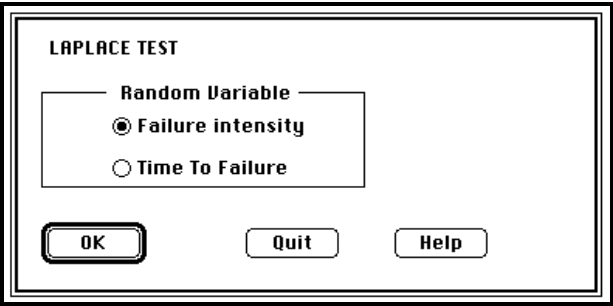 LAPLACE TEST
Random Variable
Failure intensity
Time To Failure
OK Quit Help